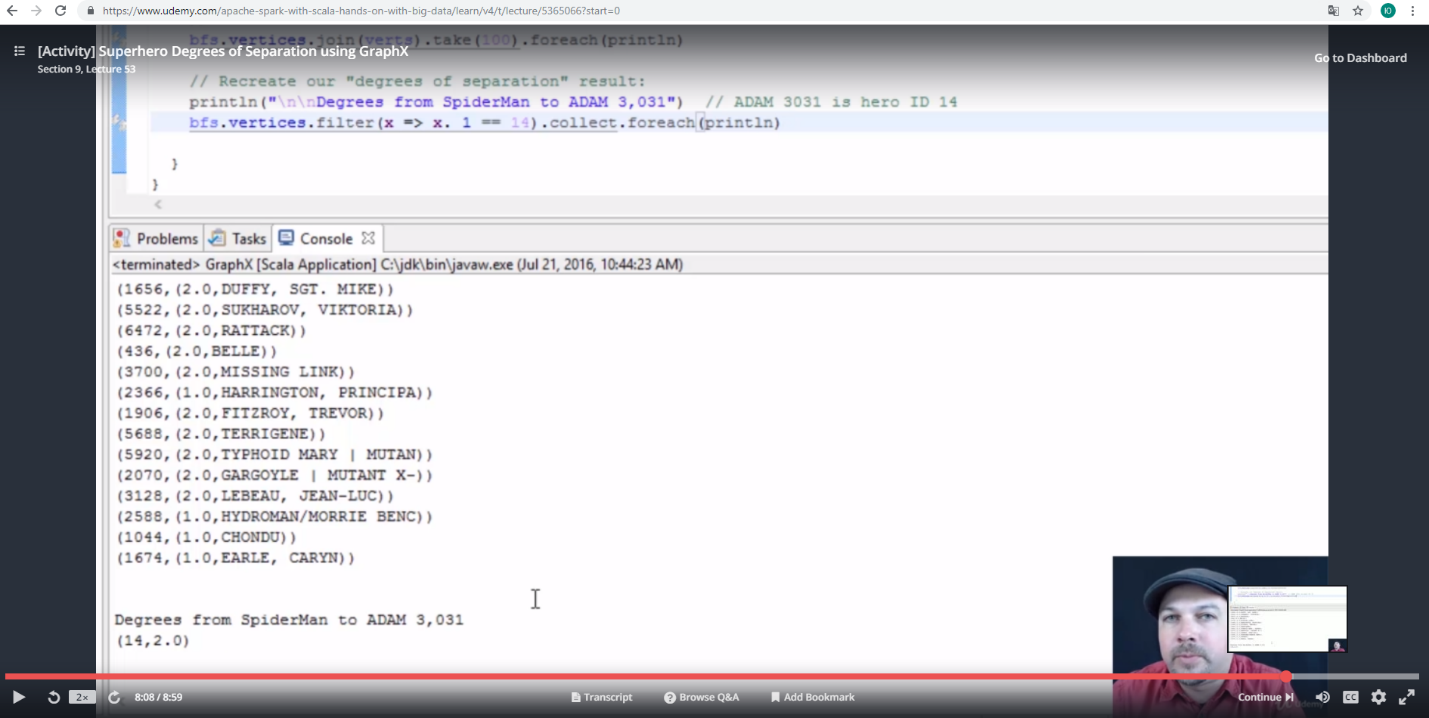 https://www.udemy.com/apache-spark-with-scala-hands-on-with-big-data/learn/v4/t/lecture/5365066?start=0
IO
bfs.vertices.join(verts).take(100).foreach(println)
[Activity] Superhero Degrees of Separation using GraphX
Section 9, Lecture 53
Go to Dashboard
// Recreate our "degrees of separation" result:
println("\n\nDegrees from SpiderMan to ADAM 3,031")  // ADAM 3031 is hero ID 14
bfs.vertices.filter(x => x._1 == 14).collect.foreach(println)
}
}
Problems Tasks Console
<terminated> GraphX [Scala Application] C:\jdk\bin\javaw.exe (Jul 21, 2016, 10:44:23 AM)
(1656,(2.0,DUFFY, SGT. MIKE))
(5522,(2.0,SUKHAROV, VIKTORIA))
(6472,(2.0,RATTACK))
(436,(2.0,BELLE))
(3700,(2.0,MISSING LINK))
(2366,(1.0,HARRINGTON, PRINCIPA))
(1906,(2.0,FITZROY, TREVOR))
(5688,(2.0,TERRIGENE))
(5920,(2.0,TYPHOID MARY | MUTAN))
(2070,(2.0,GARGOYLE | MUTANT X-))
(3128,(2.0,LEBEAU, JEAN-LUC))
(2588,(1.0,HYDROMAN/MORRIE BENC))
(1044,(1.0,CHONDU))
(1674,(1.0,EARLE, CARYN))
Degrees from SpiderMan to ADAM 3,031
(14,2.0)
2x 8:08 / 8:59 Transcript Browse Q&A Add Bookmark Continue CC